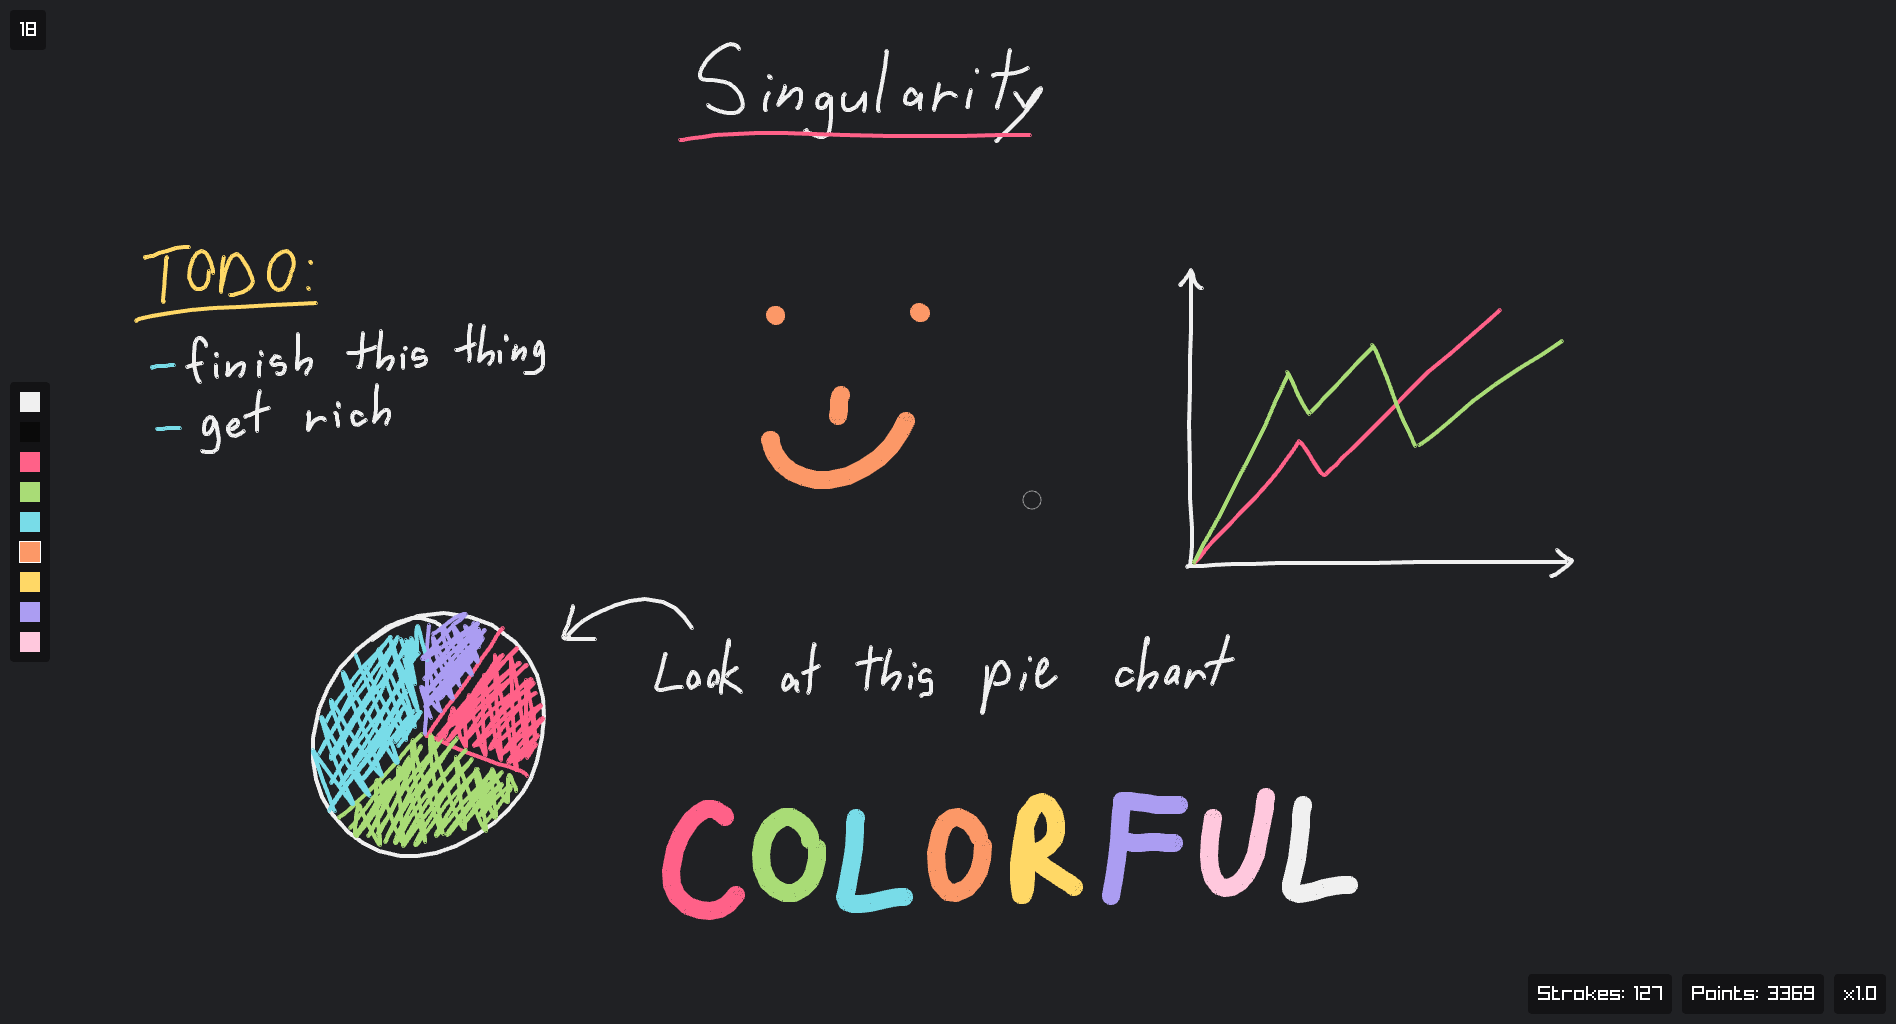 18
Singularity
TODO:
- finish this thing
- get rich
Look at this pie chart
COLORFUL
Strokes: 127 Points: 3369 x1.0